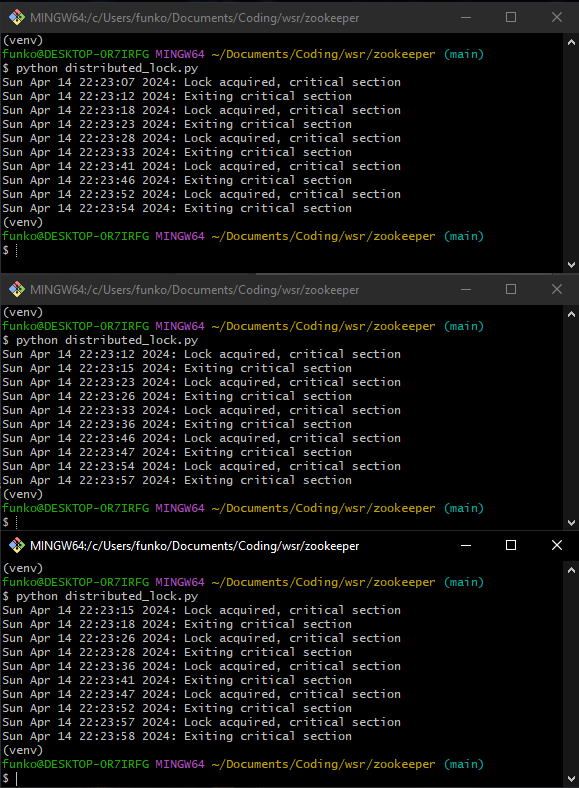 MINGW64:/c/Users/funko/Documents/Coding/wsr/zookeeper
(venv)
funko@DESKTOP-OR7IRFG MINGW64 ~/Documents/Coding/wsr/zookeeper (main)
$ python distributed_lock.py
Sun Apr 14 22:23:07 2024: Lock acquired, critical section
Sun Apr 14 22:23:12 2024: Exiting critical section
Sun Apr 14 22:23:18 2024: Lock acquired, critical section
Sun Apr 14 22:23:23 2024: Exiting critical section
Sun Apr 14 22:23:28 2024: Lock acquired, critical section
Sun Apr 14 22:23:33 2024: Exiting critical section
Sun Apr 14 22:23:41 2024: Lock acquired, critical section
Sun Apr 14 22:23:46 2024: Exiting critical section
Sun Apr 14 22:23:52 2024: Lock acquired, critical section
Sun Apr 14 22:23:54 2024: Exiting critical section
(venv)
funko@DESKTOP-OR7IRFG MINGW64 ~/Documents/Coding/wsr/zookeeper (main)
$
MINGW64:/c/Users/funko/Documents/Coding/wsr/zookeeper
(venv)
funko@DESKTOP-OR7IRFG MINGW64 ~/Documents/Coding/wsr/zookeeper (main)
$ python distributed_lock.py
Sun Apr 14 22:23:12 2024: Lock acquired, critical section
Sun Apr 14 22:23:15 2024: Exiting critical section
Sun Apr 14 22:23:23 2024: Lock acquired, critical section
Sun Apr 14 22:23:26 2024: Exiting critical section
Sun Apr 14 22:23:33 2024: Lock acquired, critical section
Sun Apr 14 22:23:36 2024: Exiting critical section
Sun Apr 14 22:23:46 2024: Lock acquired, critical section
Sun Apr 14 22:23:47 2024: Exiting critical section
Sun Apr 14 22:23:54 2024: Lock acquired, critical section
Sun Apr 14 22:23:57 2024: Exiting critical section
(venv)
funko@DESKTOP-OR7IRFG MINGW64 ~/Documents/Coding/wsr/zookeeper (main)
$
MINGW64:/c/Users/funko/Documents/Coding/wsr/zookeeper
(venv)
funko@DESKTOP-OR7IRFG MINGW64 ~/Documents/Coding/wsr/zookeeper (main)
$ python distributed_lock.py
Sun Apr 14 22:23:15 2024: Lock acquired, critical section
Sun Apr 14 22:23:18 2024: Exiting critical section
Sun Apr 14 22:23:26 2024: Lock acquired, critical section
Sun Apr 14 22:23:28 2024: Exiting critical section
Sun Apr 14 22:23:36 2024: Lock acquired, critical section
Sun Apr 14 22:23:41 2024: Exiting critical section
Sun Apr 14 22:23:47 2024: Lock acquired, critical section
Sun Apr 14 22:23:52 2024: Exiting critical section
Sun Apr 14 22:23:57 2024: Lock acquired, critical section
Sun Apr 14 22:23:58 2024: Exiting critical section
(venv)
funko@DESKTOP-OR7IRFG MINGW64 ~/Documents/Coding/wsr/zookeeper (main)
$